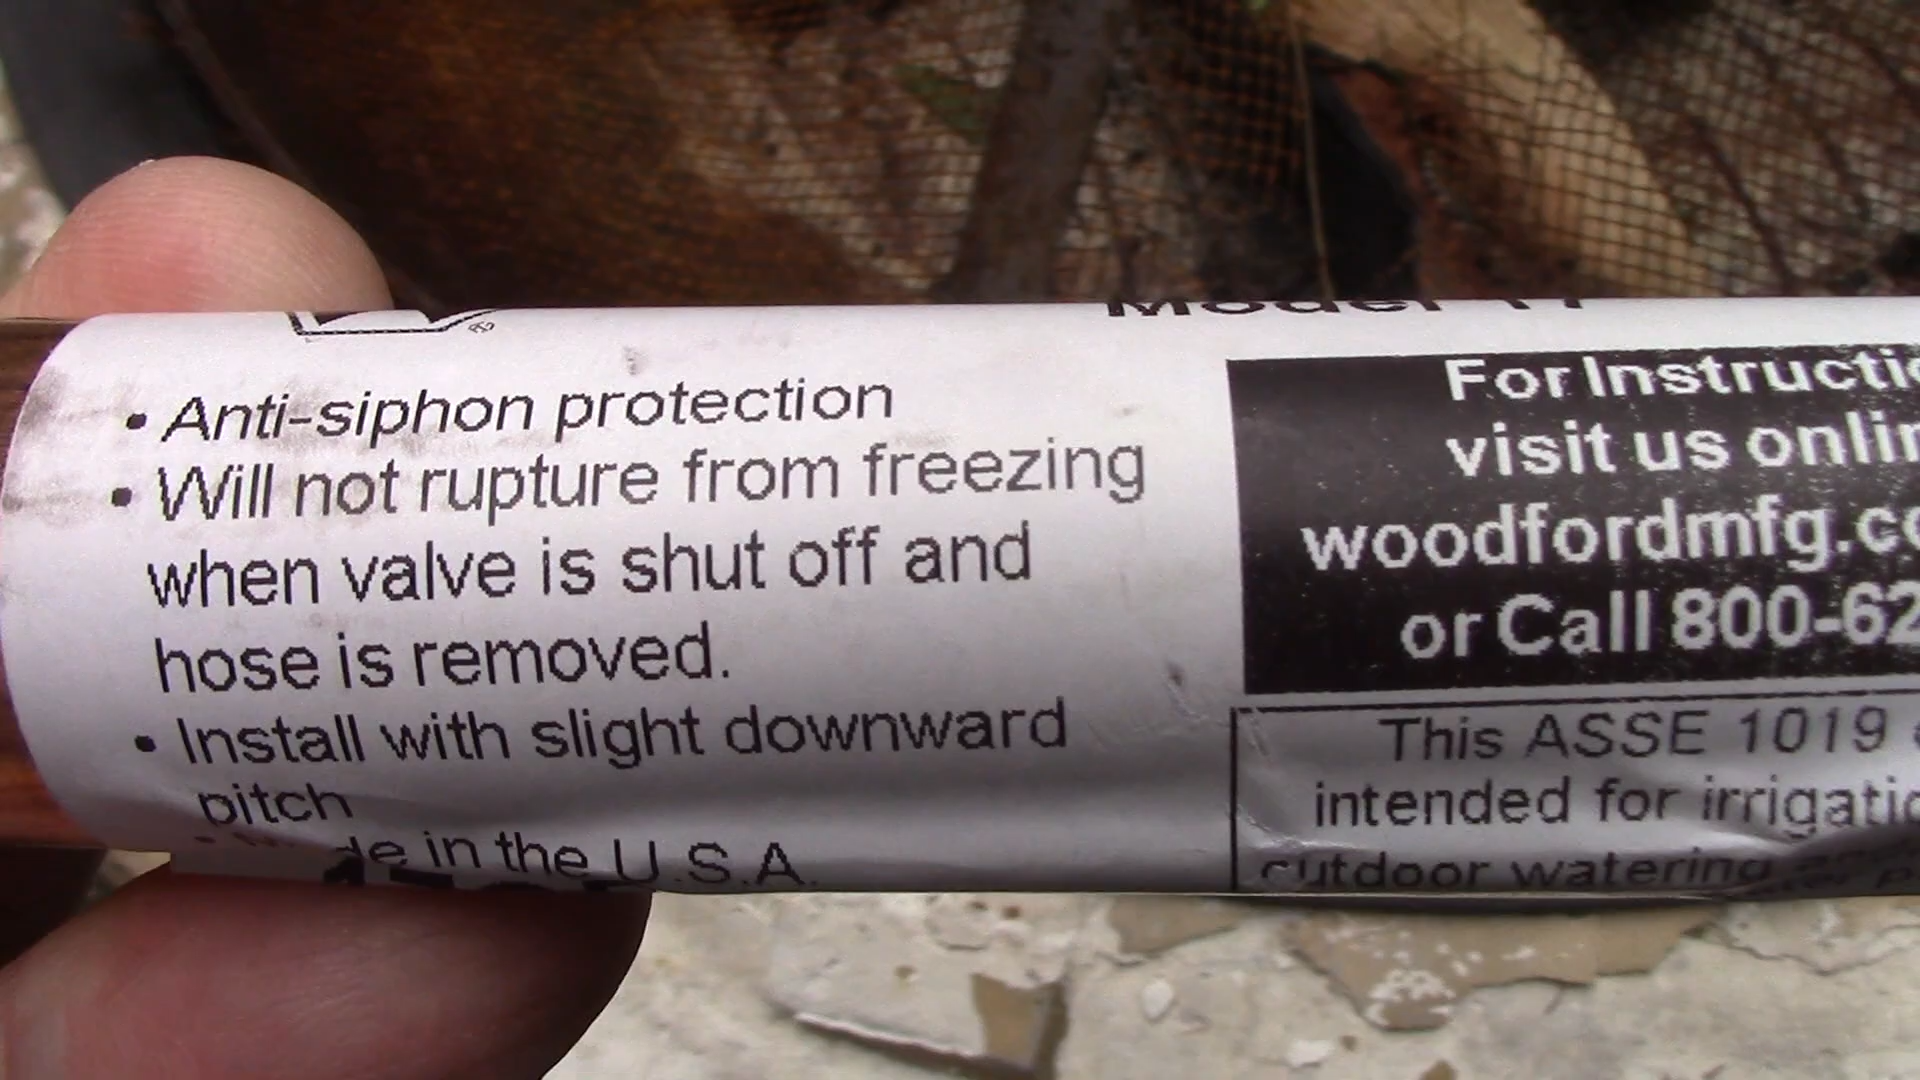 Model 17
• Anti-siphon protection
• Will not rupture from freezing
when valve is shut off and
hose is removed.
• Install with slight downward
pitch
in the U.S.A.
For Instructi
visit us onlin
woodfordmfg.co
or Call 800-62
This ASSE 1019
intended for irrigatio
outdoor watering